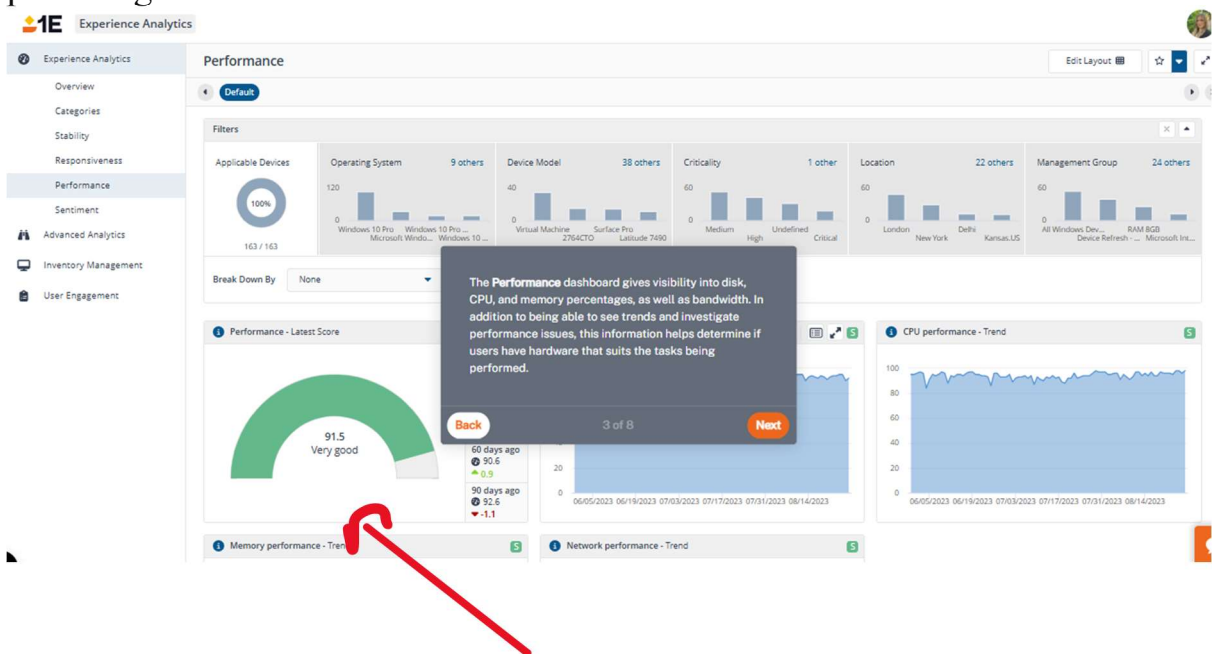 1E Experience Analytics
Experience Analytics
Overview
Categories
Stability
Responsiveness
Performance
Sentiment
Advanced Analytics
Inventory Management
User Engagement
Performance
Edit Layout
Default
Filters
Applicable Devices
100%
163 / 163
Operating System 9 others
120
0
Windows 10 Pro Windows 10 Pro ...
Microsoft Windo... Windows 10 ...
Device Model 38 others
40
0
Virtual Machine Surface Pro
2764CTO Latitude 7490
Criticality 1 other
60
0
Medium Undefined
High Critical
Location 22 others
60
0
London Delhi
New York Kansas.US
Management Group 24 others
60
0
All Windows Dev... RAM 8GB
Device Refresh - ... Microsoft Int...
Break Down By None
The Performance dashboard gives visibility into disk,
CPU, and memory percentages, as well as bandwidth. In
addition to being able to see trends and investigate
performance issues, this information helps determine if
users have hardware that suits the tasks being
performed.
Back 3 of 8 Next
Performance - Latest Score
91.5
Very good
60 days ago
90.6
0.9
90 days ago
92.6
-1.1
S
20
0
06/05/2023 06/19/2023 07/03/2023 07/17/2023 07/31/2023 08/14/2023
CPU performance - Trend S
100
80
60
40
20
0
06/05/2023 06/19/2023 07/03/2023 07/17/2023 07/31/2023 08/14/2023
Memory performance - Tren S
Network performance - Trend S